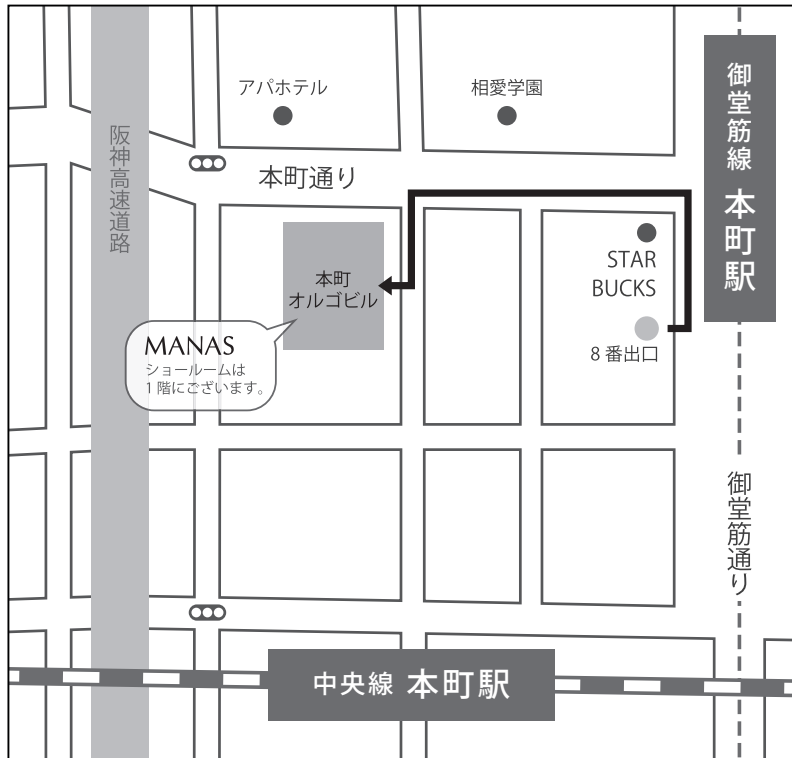 アパホテル
相愛学園
御堂筋線 本町駅
阪神高速道路
本町通り
本町
オルゴビル
STAR
BUCKS
8 番出口
MANAS
ショールームは
1 階にございます。
御堂筋通り
中央線 本町駅